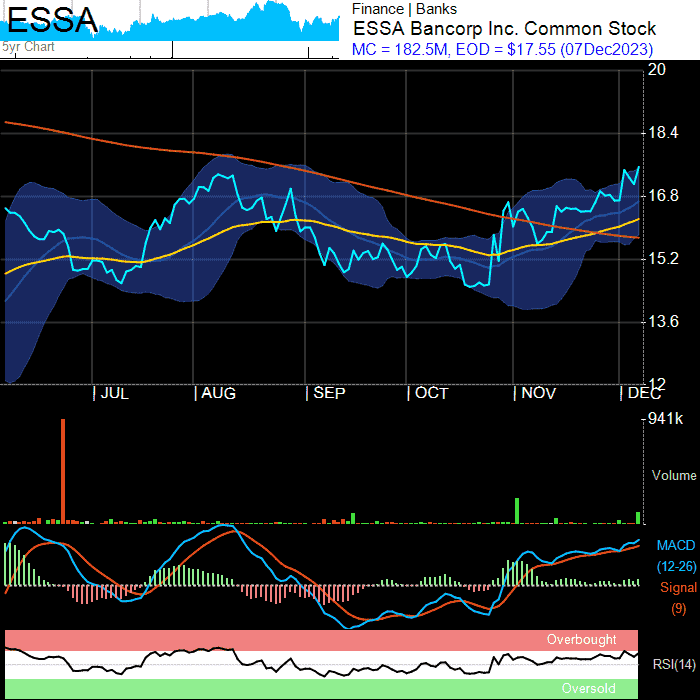 ESSA
5yr Chart
Finance | Banks
ESSA Bancorp Inc. Common Stock
MC = 182.5M, EOD = $17.55 (07Dec2023)
20
18.4
16.8
15.2
13.6
12
JUL
AUG
SEP
OCT
NOV
DEC
941k
Volume
MACD
(12-26)
Signal
(9)
Overbought
RSI(14)
Oversold